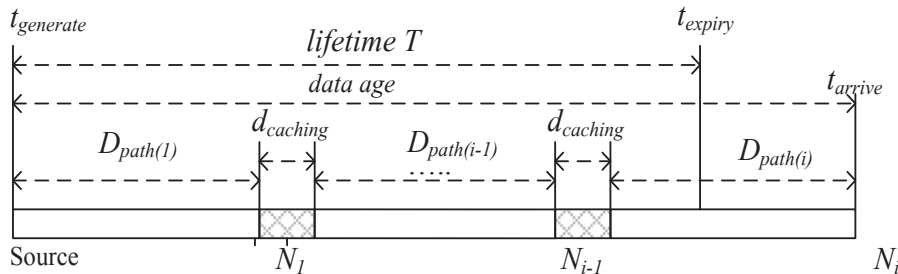 t_generate t_expiry
lifetime T
data age t_arrive
d_caching d_caching
D_path(1) D_path(i-1) D_path(i)
.....
Source N_1 N_i-1 N_i